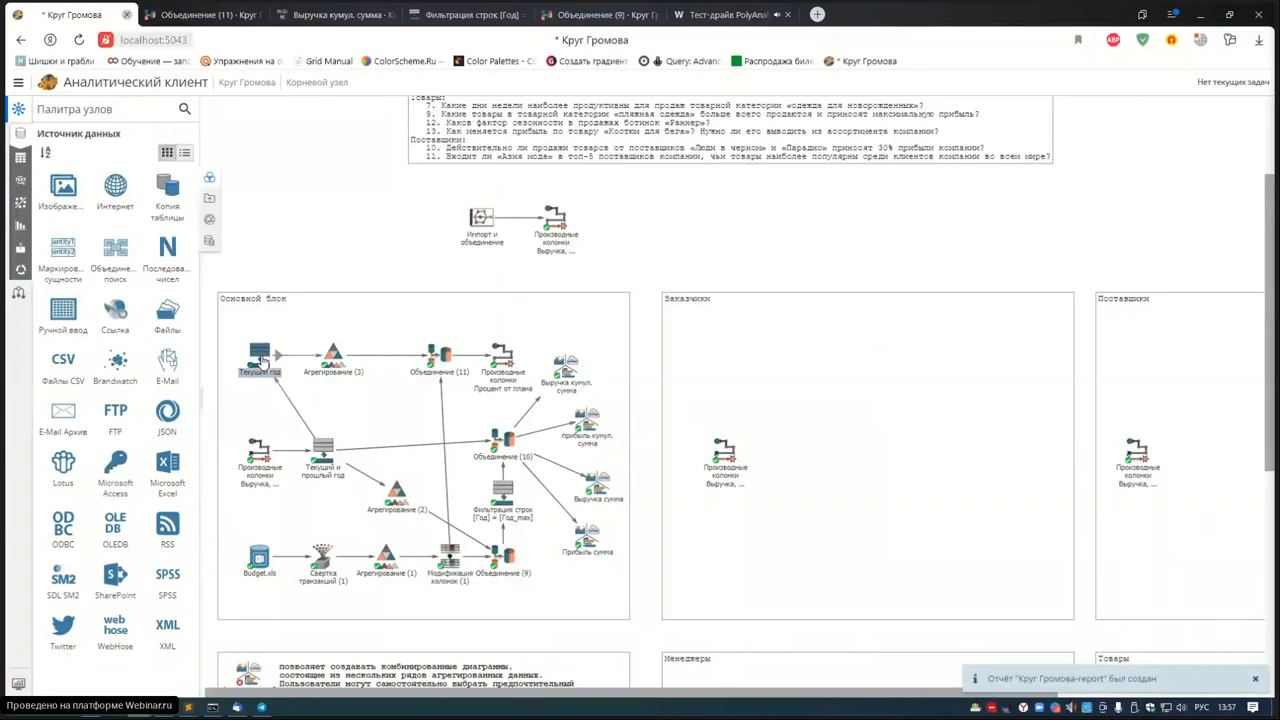 * Круг Громова
Объединение (11) - Круг Г
Выручка кумул. сумма - К
Фильтрация строк [Год] =
Объединение (9) - Круг Г
Тест-драйв PolyAnal
localhost:5043
* Круг Громова
Шишки и грабли
Обучение — запо
Упражнения на с
Grid Manual
ColorScheme.Ru –
Color Palettes - Co
Создать градиент
Query: Advanc
Распродажа биле
* Круг Громова
Аналитический клиент
Круг Громова
Корневой узел
Нет текущих задач
Палитра узлов
Источник данных
Изображе...
Интернет
Копия таблицы
Маркиров... сущности
Объедине... поиск
Последова... чисел
Ручной ввод
Ссылка
Файлы
Файлы CSV
Brandwatch
E-Mail
E-Mail Архив
FTP
JSON
Lotus
Microsoft Access
Microsoft Excel
ODBC
OLEDB
RSS
SDL SM2
SharePoint
SPSS
Twitter
WebHose
XML
Товары:
7. Какие дни недели наиболее продуктивны для продаж товарной категории «одежда для новорожденных»?
9. Какие товары в товарной категории «пляжная одежда» больше всего продаются и приносят максимальную прибыль?
12. Каков фактор сезонности в продажах ботинок «Раннер»?
13. Как меняется прибыль по товару «Костки для бега»? Нужно ли его выводить из ассортимента компании?
Поставщики:
10. Действительно ли продажи товаров от поставщиков «Люди в черном» и «Парадис» приносят 30% прибыли компании?
11. Входит ли «Азия мода» в топ-5 поставщиков компании, чьи товары наиболее популярны среди клиентов компании во всем мире?
Импорт и объединение
Производные колонки Выручка, ...
Основной блок
Заказчики
Поставщики
Текущий год
Агрегирование (3)
Объединение (11)
Производные колонки Процент от плана
Выручка кумул. сумма
прибыль кумул. сумма
Производные колонки Выручка, ...
Текущий и прошлый год
Объединение (10)
Агрегирование (2)
Фильтрация строк [Год] = [Год_max]
Выручка сумма
Прибыль сумма
Budget.xls
Свертка транзакций (1)
Агрегирование (1)
Модификация колонок (1)
Объединение (9)
Производные колонки Выручка, ...
Производные колонки Выручка, ...
позволяет создавать комбинированные диаграммы,
состоящие из нескольких рядов агрегированных данных.
Пользователи могут самостоятельно выбрать предпочтительный
Менеджеры
Товары
Отчёт "Круг Громова-report" был создан
Проведено на платформе Webinar.ru
РУС
13:57